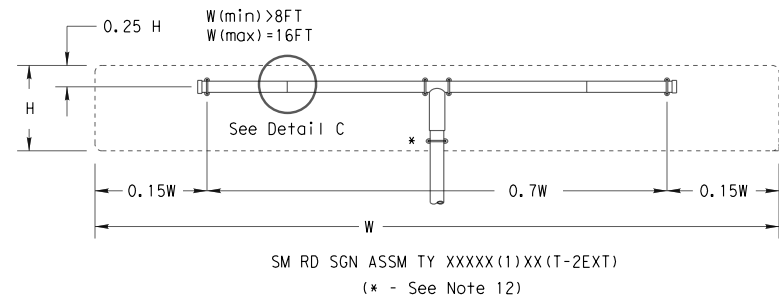 0.25 H
W(min)>8FT
W(max)=16FT
H
See Detail C
*
0.15W
0.7W
0.15W
W
SM RD SGN ASSM TY XXXXX(1)XX(T-2EXT)
(* - See Note 12)